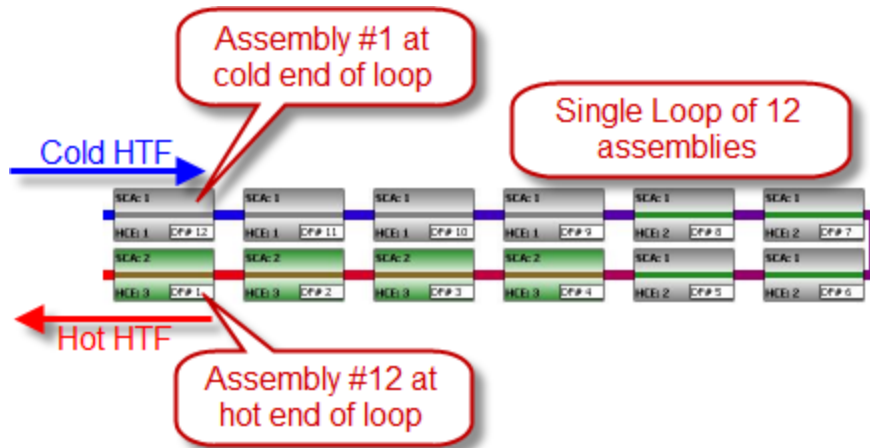 Assembly #1 at
cold end of loop
Single Loop of 12
assemblies
Cold HTF
SCA: 1
SCA: 1
SCA: 1
SCA: 1
SCA: 1
SCA: 1
HCE: 1 DF# 12
HCE: 1 DF# 11
HCE: 1 DF# 10
HCE: 1 DF# 9
HCE: 2 DF# 8
HCE: 2 DF# 7
SCA: 2
SCA: 2
SCA: 2
SCA: 2
SCA: 1
SCA: 1
HCE: 3 DF# 1
HCE: 3 DF# 2
HCE: 3 DF# 3
HCE: 3 DF# 4
HCE: 2 DF# 5
HCE: 2 DF# 6
Hot HTF
Assembly #12 at
hot end of loop